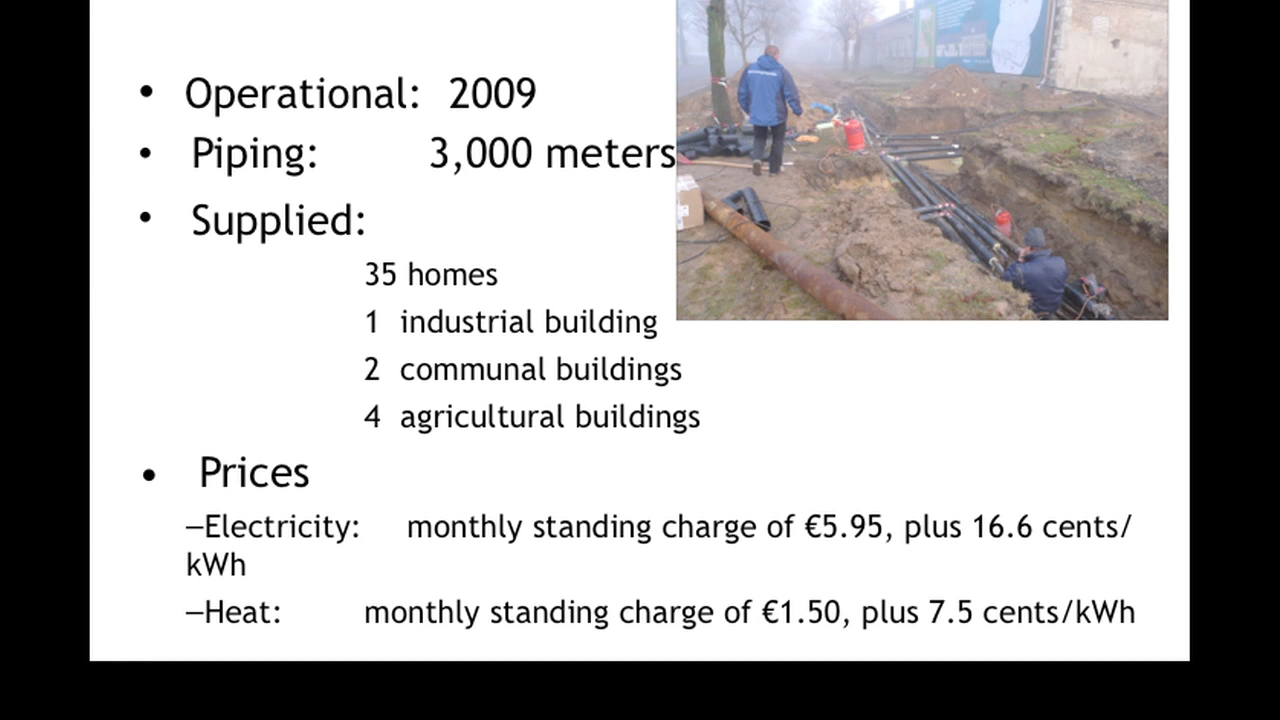 • Operational: 2009
• Piping: 3,000 meters
• Supplied:
35 homes
1 industrial building
2 communal buildings
4 agricultural buildings
• Prices
–Electricity: monthly standing charge of €5.95, plus 16.6 cents/
kWh
–Heat: monthly standing charge of €1.50, plus 7.5 cents/kWh